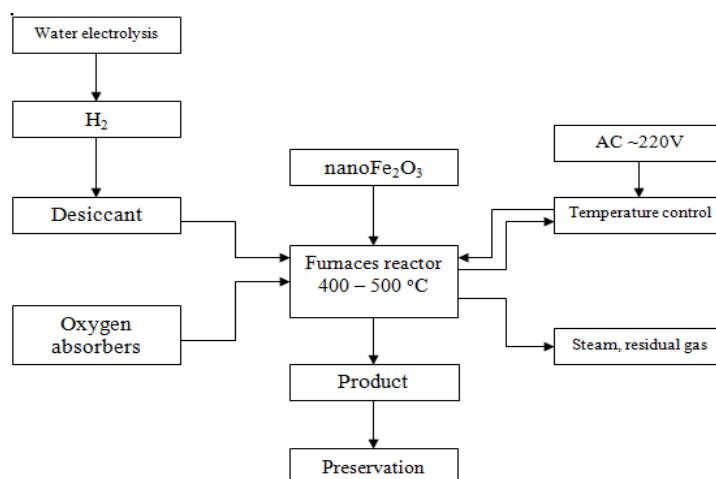 Water electrolysis
H₂
AC ~220V
nanoFe₂O₃
Desiccant
Temperature control
Furnaces reactor
400 – 500 °C
Oxygen
absorbers
Steam, residual gas
Product
Preservation